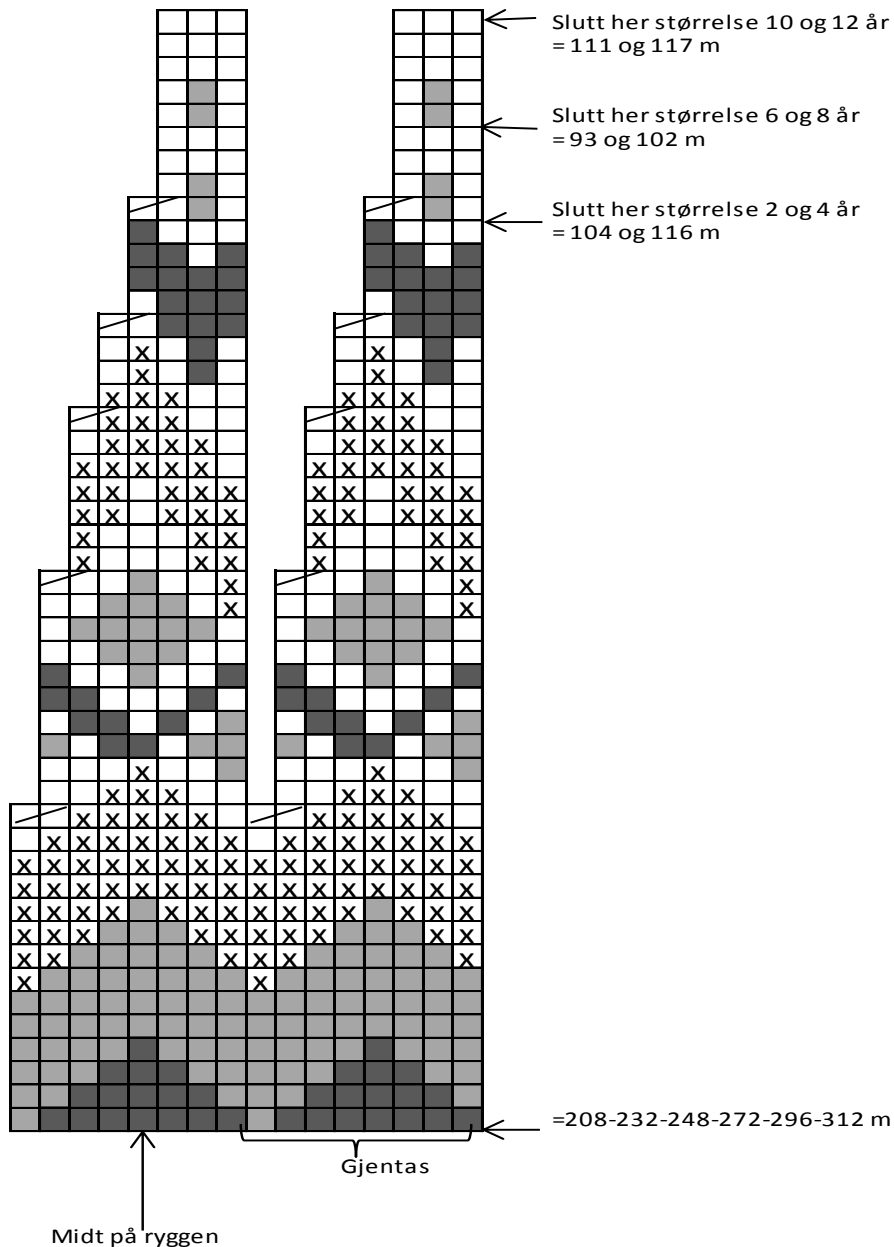 Slutt her størrelse 10 og 12 år
= 111 og 117 m
Slutt her størrelse 6 og 8 år
= 93 og 102 m
Slutt her størrelse 2 og 4 år
= 104 og 116 m
=208-232-248-272-296-312 m
Gjentas
Midt på ryggen